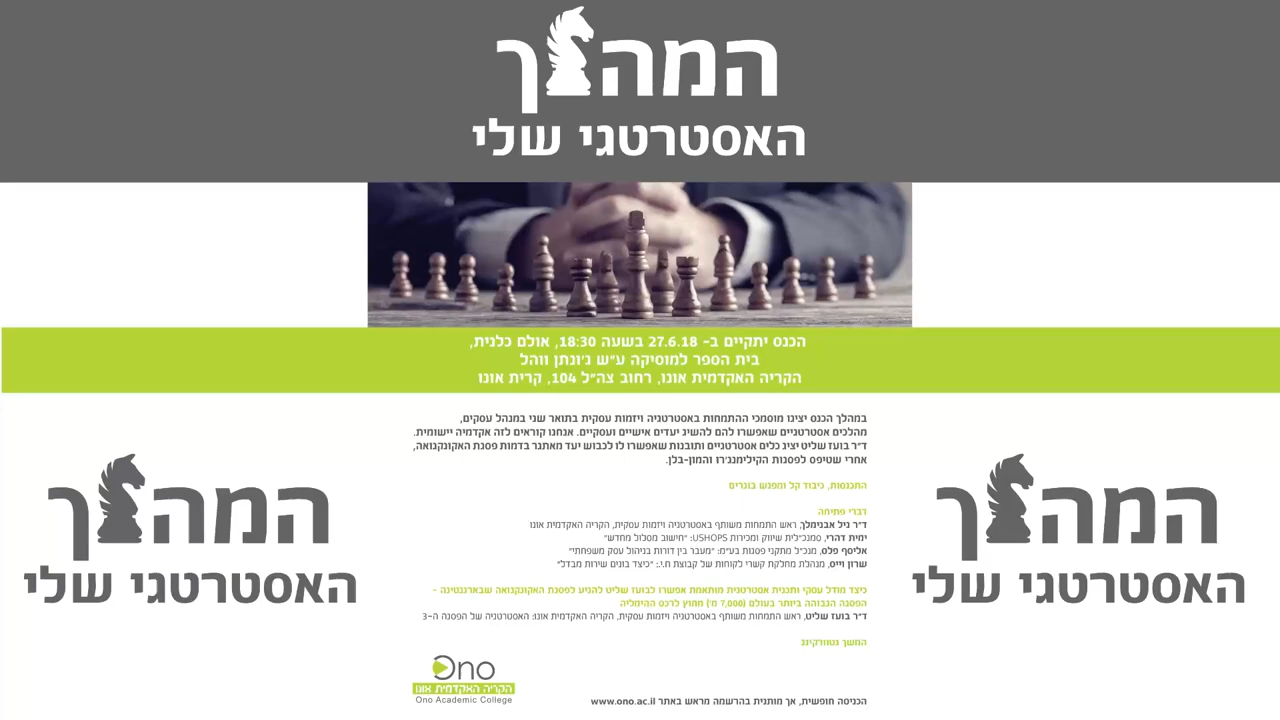 המהלך
האסטרטגי שלי
הכנס יתקיים ב- 27.6.18 בשעה 18:30, אולם כלנית,
בית הספר למוסיקה ע"ש ג'ונתן ווהל
הקריה האקדמית אונו, רחוב צה"ל 104, קרית אונו
במהלך הכנס יציגו מוסמכי ההתמחות באסטרטגיה ויזמות עסקית בתואר שני במנהל עסקים,
מהלכים אסטרטגיים שאפשרו להם להשיג יעדים אישיים ועסקיים. אנחנו קוראים לזה אקדמיה יישומית.
ד"ר בועז שליט יציג כלים אסטרטגיים ותובנות שאפשרו לו לכבוש יעד מאתגר בדמות פסגת האקונקגואה,
אחרי שטיפס לפסגות הקילימנג'רו והמון-בלן.
התכנסות, כיבוד קל ומפגש בוגרים
דברי פתיחה
ד"ר גיל אבנימלך, ראש התמחות משותף באסטרטגיה ויזמות עסקית, הקריה האקדמית אונו
ימית דהרי, סמנכ"לית שיווק ומכירות USHOPS: "חישוב מסלול מחדש"
אליסף פלס, מנכ"ל מתקני פסגות בע"מ: "מעבר בין דורות בניהול עסק משפחתי"
שרון וייס, מנהלת מחלקת קשרי לקוחות של קבוצת ח.י.: "כיצד בונים שירות מבדל"
כיצד מודל עסקי ותכנית אסטרטגית מותאמת אפשרו לבועז שליט להגיע לפסגת האקונקגואה שבארגנטינה -
הפסגה הגבוהה ביותר בעולם (7,000 מ') מחוץ לרכס ההימליה
ד"ר בועז שליט, ראש התמחות משותף באסטרטגיה ויזמות עסקית, הקריה האקדמית אונו: האסטרטגיה של הפסגה ה-3
המשך נטוורקינג
הכניסה חופשית, אך מותנית בהרשמה מראש באתר www.ono.ac.il
Ono
הקריה האקדמית אונו
Ono Academic College
המהלך
האסטרטגי שלי
המהלך
האסטרטגי שלי